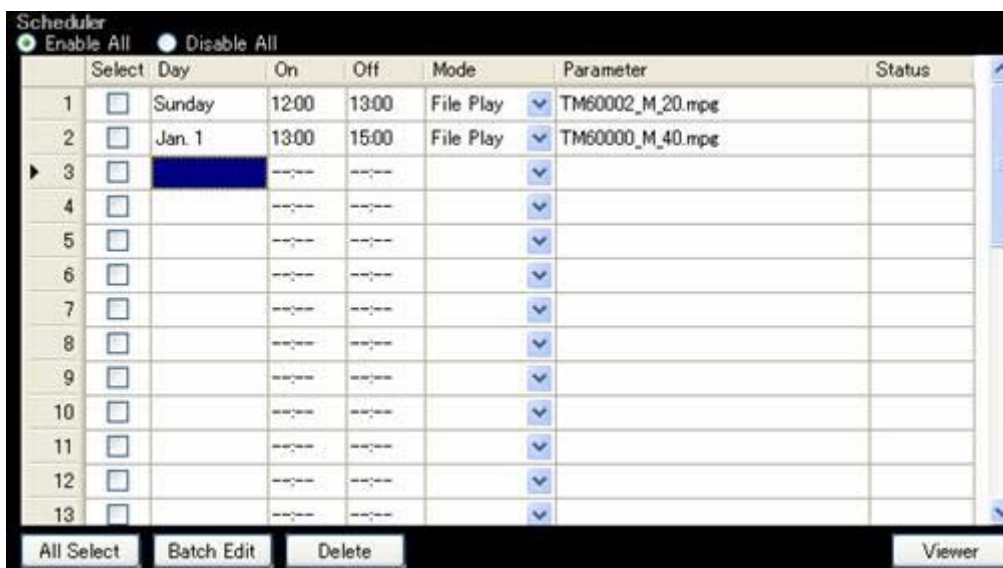 Scheduler
Enable All Disable All
Select Day On Off Mode Parameter Status
1 Sunday 12:00 13:00 File Play TM60002_M_20.mpg
2 Jan. 1 13:00 15:00 File Play TM60000_M_40.mpg
3 --:-- --:--
4 --:-- --:--
5 --:-- --:--
6 --:-- --:--
7 --:-- --:--
8 --:-- --:--
9 --:-- --:--
10 --:-- --:--
11 --:-- --:--
12 --:-- --:--
13 --:-- --:--
All Select Batch Edit Delete Viewer